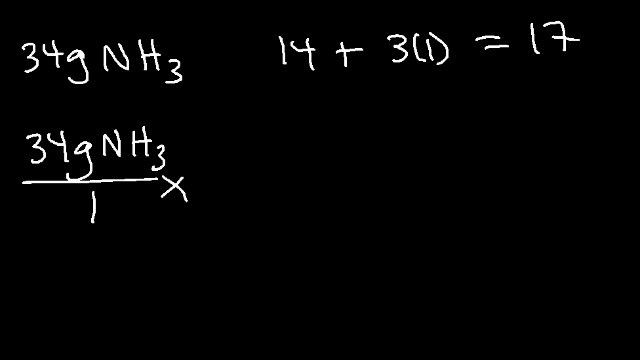 34g NH₃ 14 + 3(1) = 17
34g NH₃
1 ×